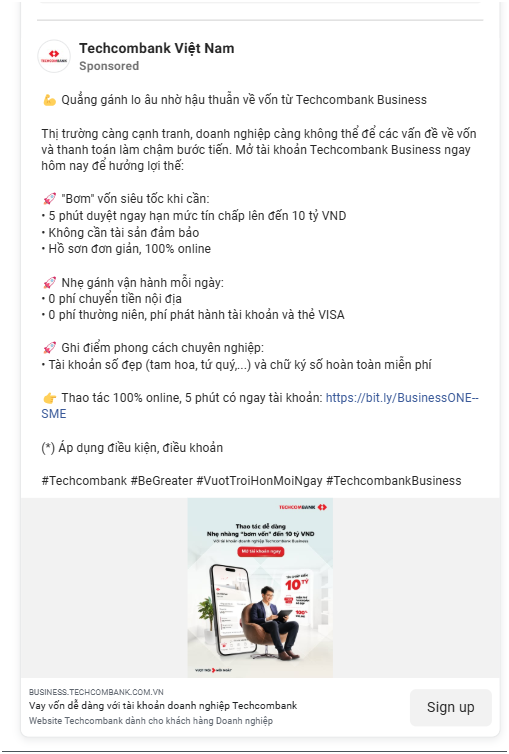 TECHCOMBANK
Techcombank Việt Nam
Sponsored
💪 Quẳng gánh lo âu nhờ hậu thuẫn về vốn từ Techcombank Business
Thị trường càng cạnh tranh, doanh nghiệp càng không thể để các vấn đề về vốn
và thanh toán làm chậm bước tiến. Mở tài khoản Techcombank Business ngay
hôm nay để hưởng lợi thế:
🚀 "Bơm" vốn siêu tốc khi cần:
• 5 phút duyệt ngay hạn mức tín chấp lên đến 10 tỷ VND
• Không cần tài sản đảm bảo
• Hồ sơ đơn giản, 100% online
🚀 Nhẹ gánh vận hành mỗi ngày:
• 0 phí chuyển tiền nội địa
• 0 phí thường niên, phí phát hành tài khoản và thẻ VISA
🚀 Ghi điểm phong cách chuyên nghiệp:
• Tài khoản số đẹp (tam hoa, tứ quý,...) và chữ ký số hoàn toàn miễn phí
👉 Thao tác 100% online, 5 phút có ngay tài khoản: https://bit.ly/BusinessONE--
SME
(*) Áp dụng điều kiện, điều khoản
#Techcombank #BeGreater #VuotTroiHonMoiNgay #TechcombankBusiness
TECHCOMBANK
Thao tác dễ dàng
Nhẹ nhàng "bơm vốn" đến 10 tỷ VND
Với tài khoản doanh nghiệp Techcombank Business
Mở tài khoản ngay
10 TỶ
100%
VƯỢT TRỘI MỖI NGÀY
BUSINESS.TECHCOMBANK.COM.VN
Vay vốn dễ dàng với tài khoản doanh nghiệp Techcombank
Website Techcombank dành cho khách hàng Doanh nghiệp
Sign up